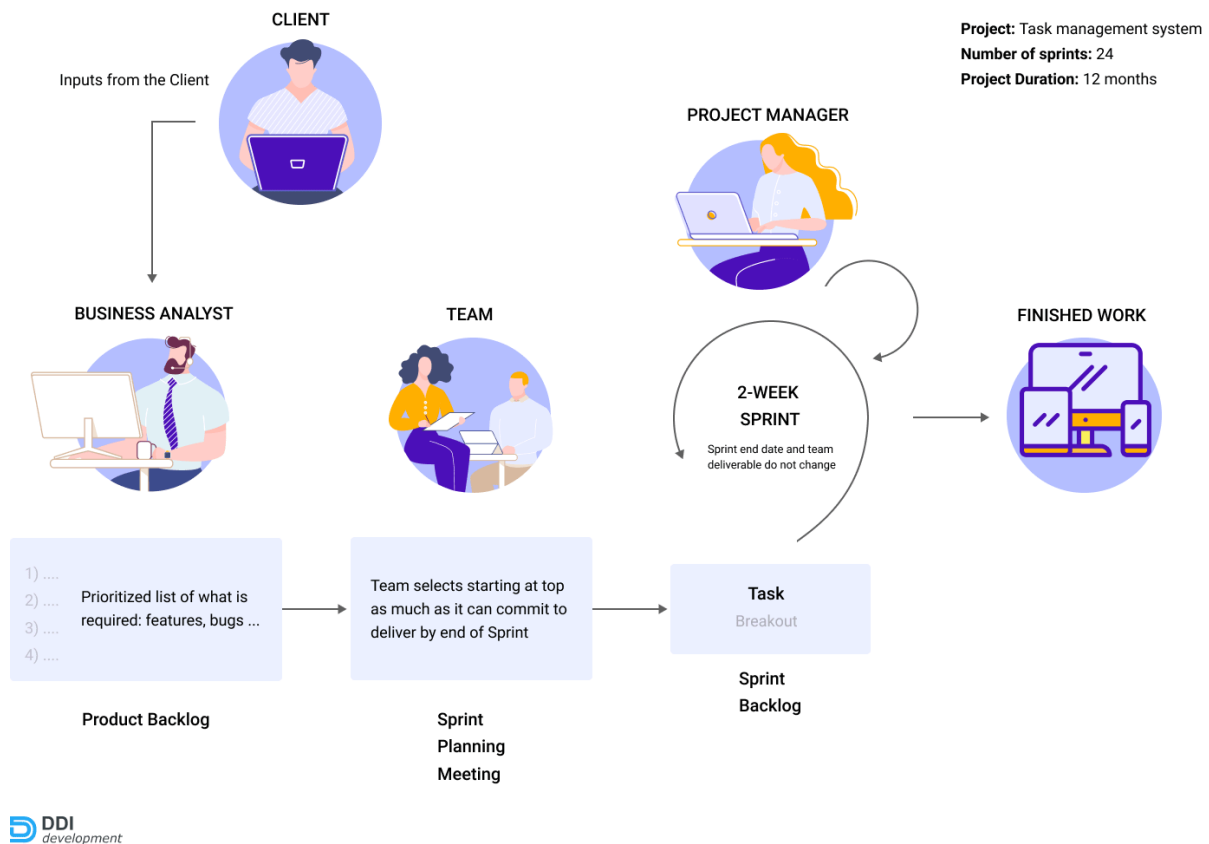 CLIENT
Inputs from the Client
Project: Task management system
Number of sprints: 24
Project Duration: 12 months
PROJECT MANAGER
BUSINESS ANALYST
TEAM
FINISHED WORK
2-WEEK
SPRINT
Sprint end date and team
deliverable do not change
1) ....
2) ....
3) ....
4) ....
Prioritized list of what is
required: features, bugs ...
Team selects starting at top
as much as it can commit to
deliver by end of Sprint
Task
Breakout
Product Backlog
Sprint
Planning
Meeting
Sprint
Backlog
DDI
development